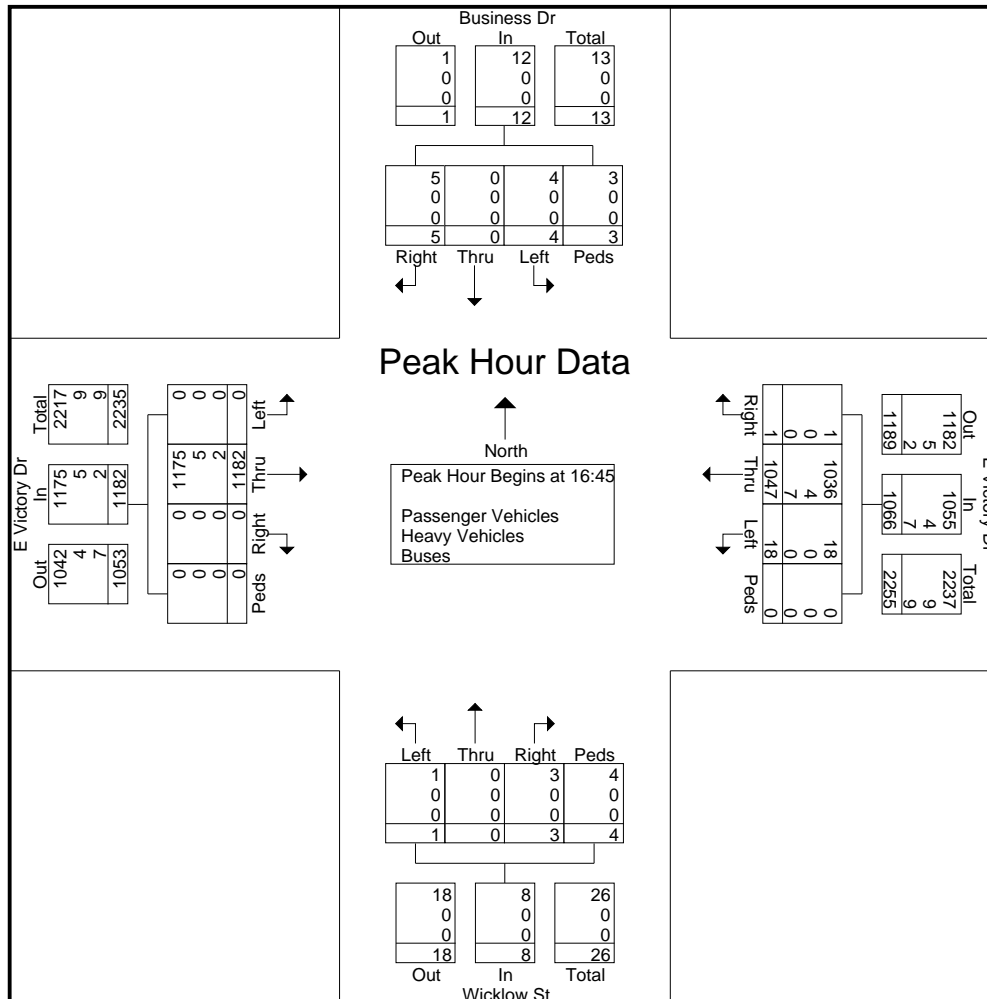 Business Dr
Out In Total
1 12 13
0 0 0
0 0 0
1 12 13
5 0 4 3
0 0 0 0
0 0 0 0
5 0 4 3
Right Thru Left Peds
Peak Hour Data
North
Peak Hour Begins at 16:45
Passenger Vehicles
Heavy Vehicles
Buses
E Victory Dr
Out In Total
1042 1175 2217
4 5 9
7 2 9
1053 1182 2235
Left Thru Right Peds
0 1175 0 0
0 5 0 0
0 2 0 0
0 1182 0 0
E Victory Dr
Out In Total
1182 1055 2237
5 4 9
2 7 9
1189 1066 2255
Right Thru Left Peds
1 1036 18 0
0 4 0 0
0 7 0 0
1 1047 18 0
Left Thru Right Peds
1 0 3 4
0 0 0 0
0 0 0 0
1 0 3 4
18 8 26
0 0 0
0 0 0
18 8 26
Out In Total
Wicklow St